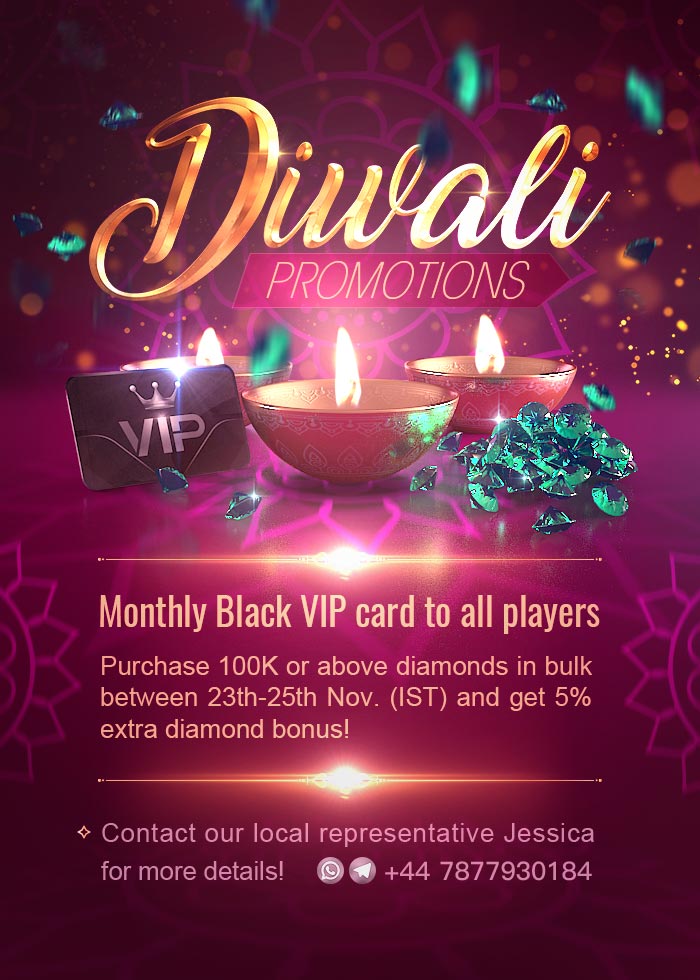 Diwali
PROMOTIONS
VIP
Monthly Black VIP card to all players
Purchase 100K or above diamonds in bulk
between 23th-25th Nov. (IST) and get 5%
extra diamond bonus!
Contact our local representative Jessica
for more details! +44 7877930184